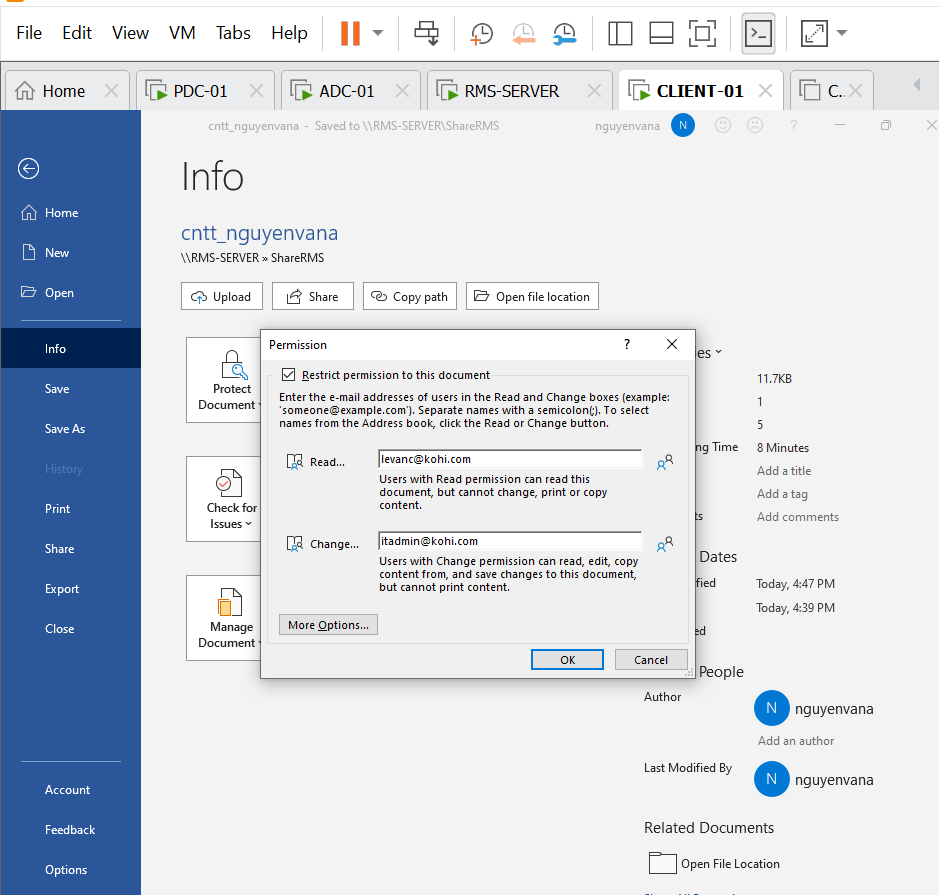 File Edit View VM Tabs Help
Home PDC-01 ADC-01 RMS-SERVER CLIENT-01 C..
cntt_nguyenvana - Saved to \\RMS-SERVER\ShareRMS nguyenvana N ?
Info
Home
New
Open
Info
Save
Save As
History
Print
Share
Export
Close
Account
Feedback
Options
cntt_nguyenvana
\\RMS-SERVER » ShareRMS
Upload Share Copy path Open file location
Protect
Document
Check for
Issues
Manage
Document
Permission ?
Restrict permission to this document
Enter the e-mail addresses of users in the Read and Change boxes (example:
'someone@example.com'). Separate names with a semicolon(;). To select
names from the Address book, click the Read or Change button.
Read... levanc@kohi.com
Users with Read permission can read this
document, but cannot change, print or copy
content.
Change... itadmin@kohi.com
Users with Change permission can read, edit, copy
content from, and save changes to this document,
but cannot print content.
More Options...
OK Cancel
es
11.7KB
1
5
ng Time 8 Minutes
Add a title
Add a tag
ts Add comments
Dates
fied Today, 4:47 PM
Today, 4:39 PM
ed
People
Author
N nguyenvana
Add an author
Last Modified By
N nguyenvana
Related Documents
Open File Location